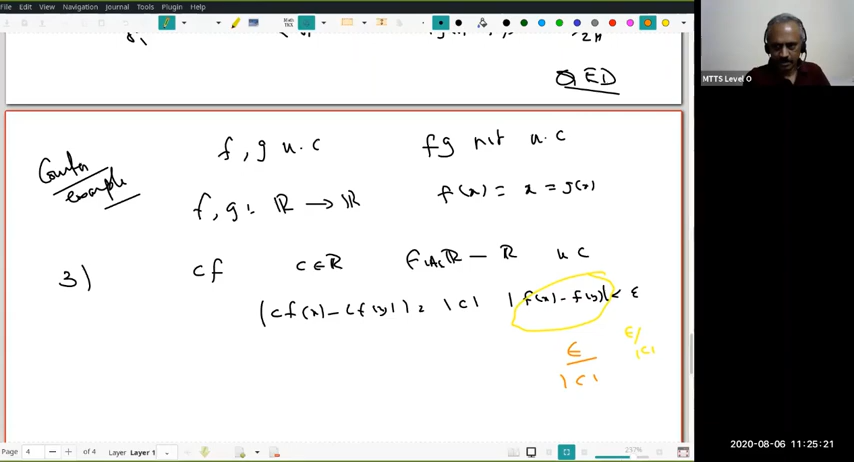 File Edit View Navigation Journal Tools Plugin Help
QED
f, g u.c fg not u.c
Counter
example
f, g: ℝ → ℝ f(x) = x = g(x)
3) cf c ∈ ℝ ℝ — ℝ u c
|cf(x) - cf(y)| = |c| |f(x) - f(y)| < ε
ε/|c|
ε
|c|
MTTS Level O
2020-08-06 11:25:21
Page 4 of 4 Layer Layer 1 237%